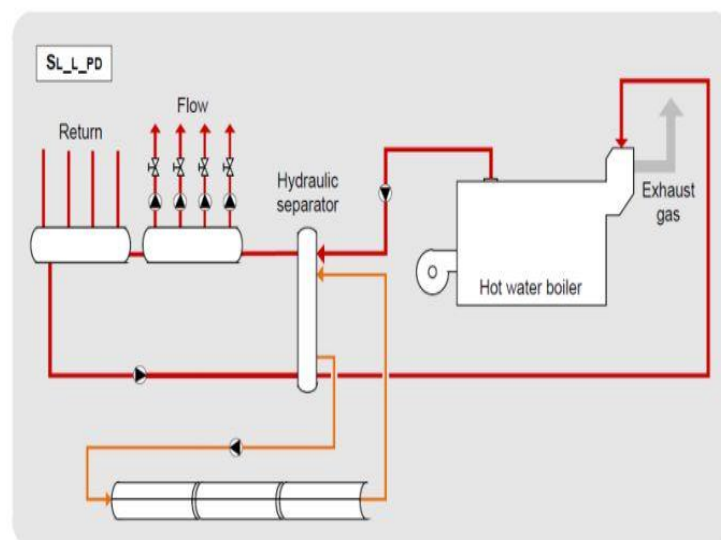 SL_L_PD
Flow
Return
Hydraulic
separator
Exhaust
gas
Hot water boiler